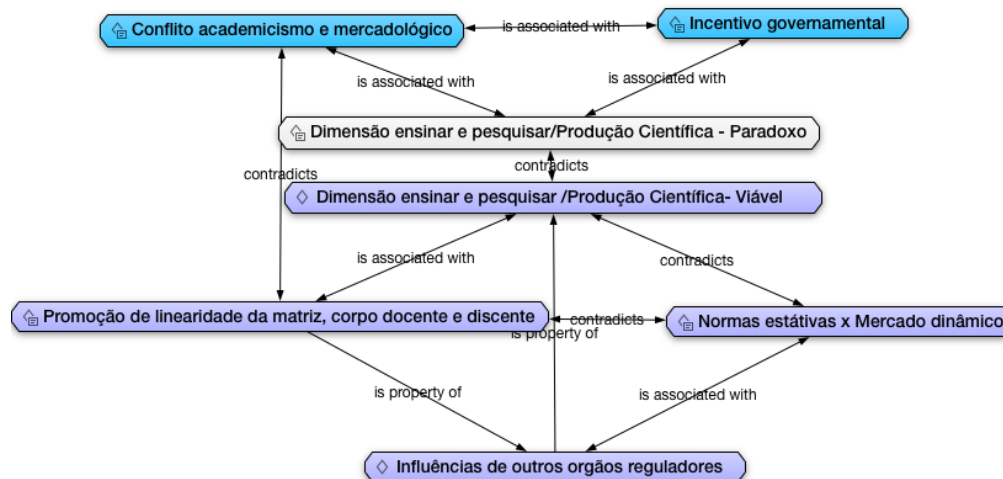 Conflito academicismo e mercadológico
is associated with
Incentivo governamental
is associated with
is associated with
Dimensão ensinar e pesquisar/Produção Científica - Paradoxo
contradicts
contradicts
Dimensão ensinar e pesquisar /Produção Científica- Viável
is associated with
contradicts
Promoção de linearidade da matriz, corpo docente e discente
contradicts
Normas estátivas x Mercado dinâmico
is property of
is property of
is associated with
Influências de outros orgãos reguladores